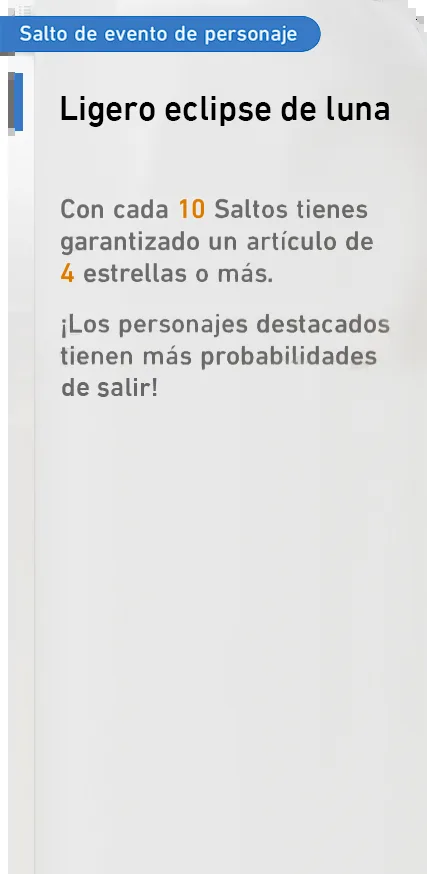 Salto de evento de personaje
Ligero eclipse de luna
Con cada 10 Saltos tienes
garantizado un artículo de
4 estrellas o más.
¡Los personajes destacados
tienen más probabilidades
de salir!